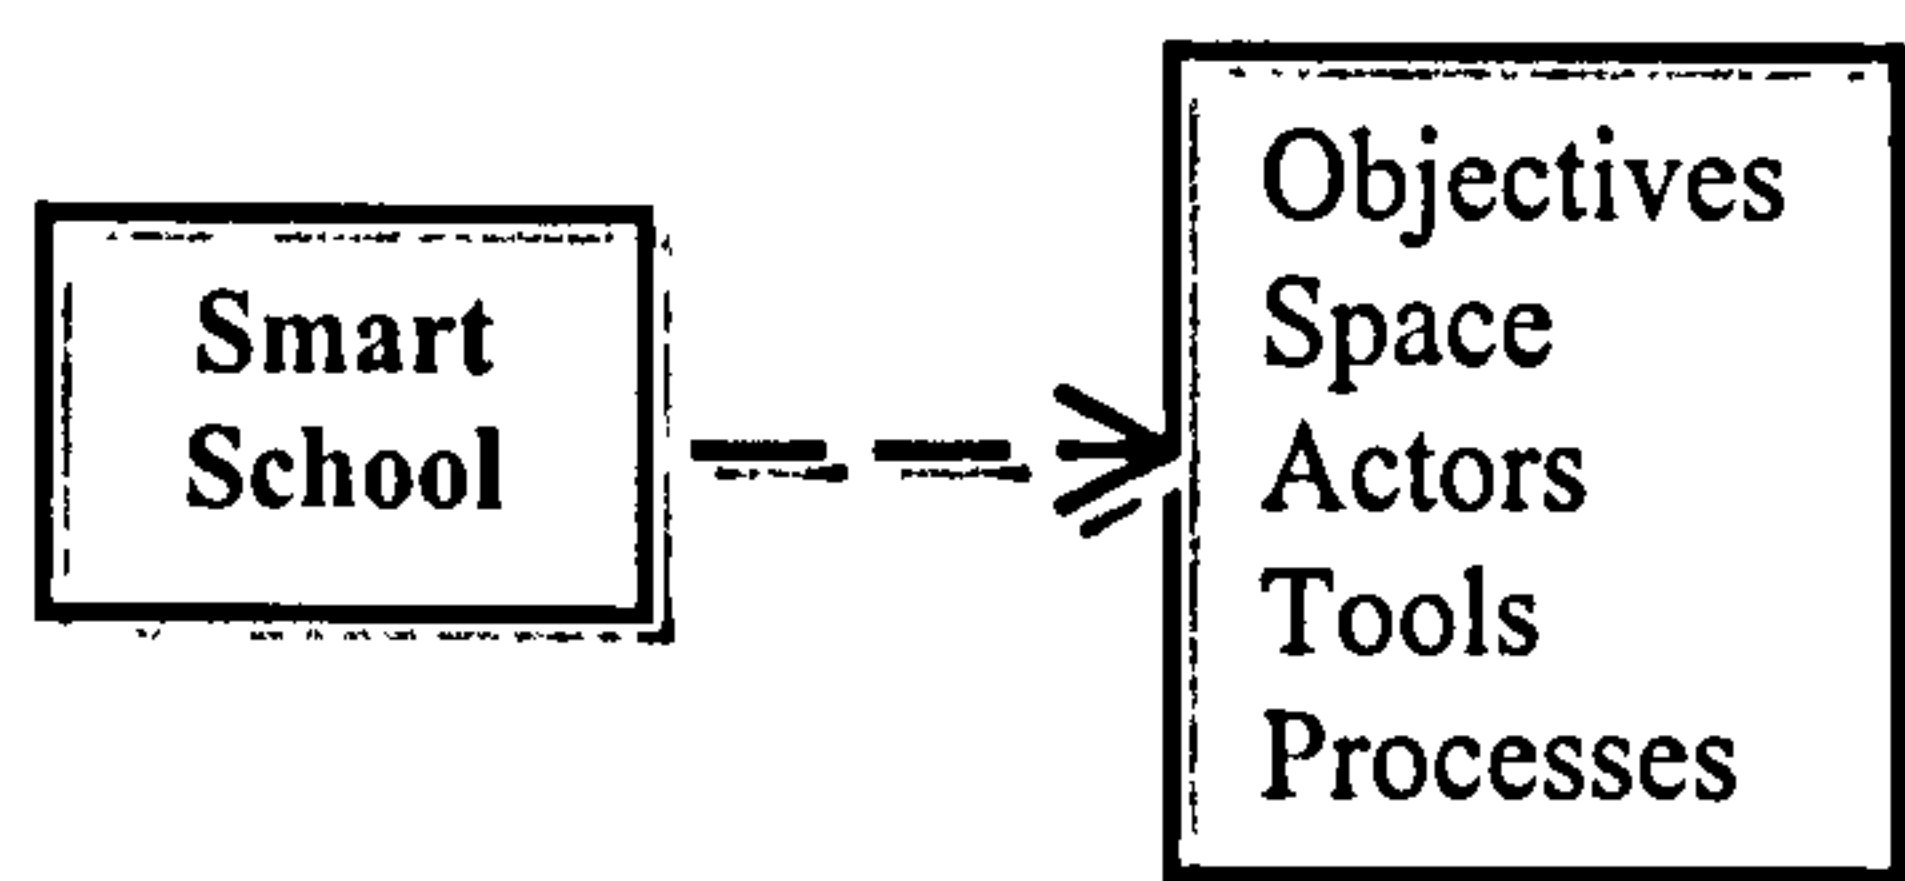 Smart
School
Objectives
Space
Actors
Tools
Processes